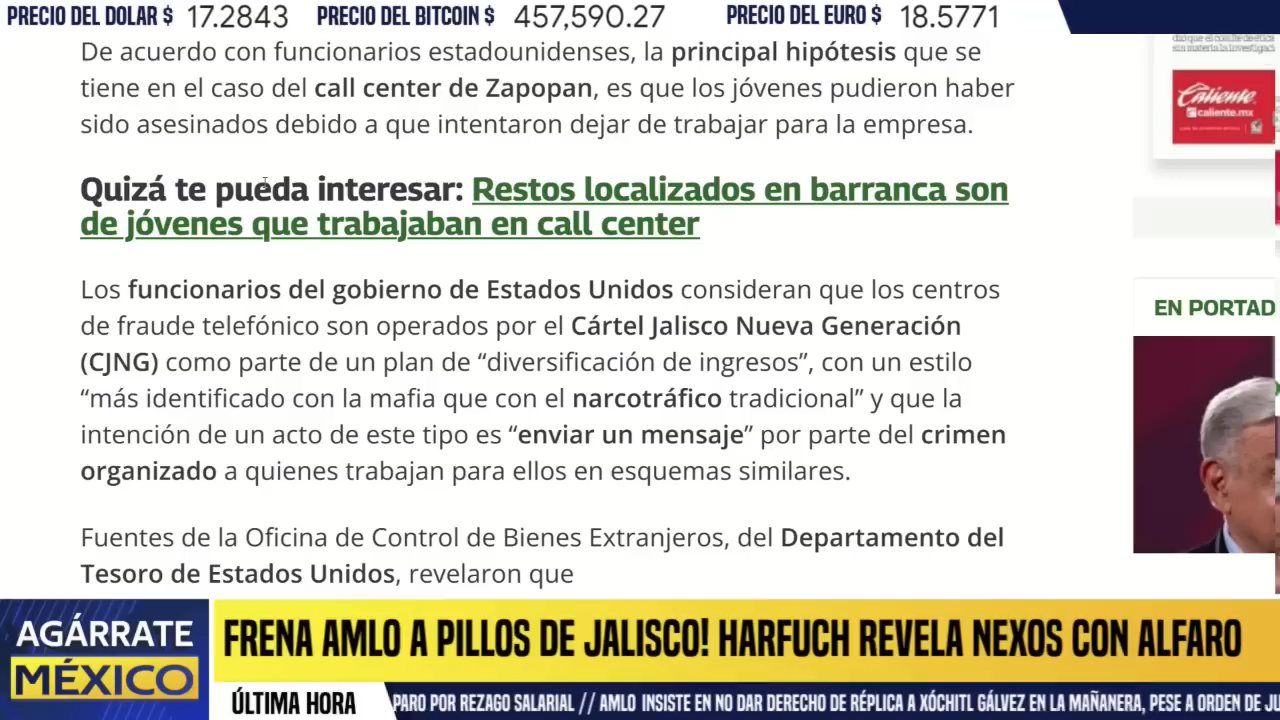 PRECIO DEL DOLAR $ 17.2843 PRECIO DEL BITCOIN $ 457,590.27 PRECIO DEL EURO $ 18.5771
De acuerdo con funcionarios estadounidenses, la principal hipótesis que se
tiene en el caso del call center de Zapopan, es que los jóvenes pudieron haber
sido asesinados debido a que intentaron dejar de trabajar para la empresa.
Quizá te pueda interesar: Restos localizados en barranca son
de jóvenes que trabajaban en call center
Los funcionarios del gobierno de Estados Unidos consideran que los centros
de fraude telefónico son operados por el Cártel Jalisco Nueva Generación
(CJNG) como parte de un plan de “diversificación de ingresos”, con un estilo
“más identificado con la mafia que con el narcotráfico tradicional” y que la
intención de un acto de este tipo es “enviar un mensaje” por parte del crimen
organizado a quienes trabajan para ellos en esquemas similares.
Fuentes de la Oficina de Control de Bienes Extranjeros, del Departamento del
Tesoro de Estados Unidos, revelaron que
Caliente
caliente.mx
EN PORTAD
AGÁRRATE
MÉXICO
FRENA AMLO A PILLOS DE JALISCO! HARFUCH REVELA NEXOS CON ALFARO
ÚLTIMA HORA
PARO POR REZAGO SALARIAL // AMLO INSISTE EN NO DAR DERECHO DE RÉPLICA A XÓCHITL GÁLVEZ EN LA MAÑANERA, PESE A ORDEN DE JU